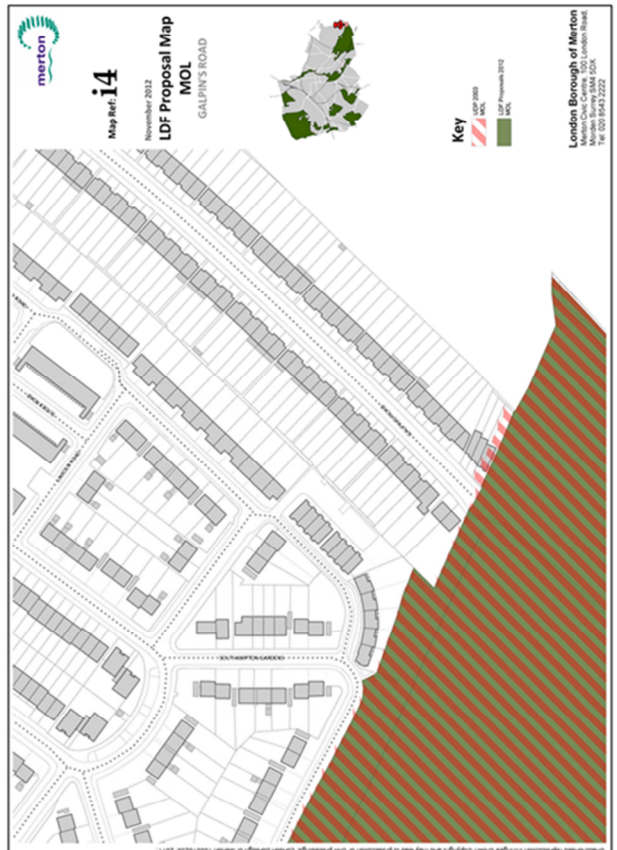 merton
Map Ref: i4
November 2012
LDF Proposal Map
MOL
GALPIN'S ROAD
Key
UDP 2003
MOL
LDF Proposals 2012
MOL
London Borough of Merton
Merton Civic Centre, 100 London Road,
Morden Surrey SM4 5DX
Tel: 020 8543 2222
SOUTHAMPTON GARDENS